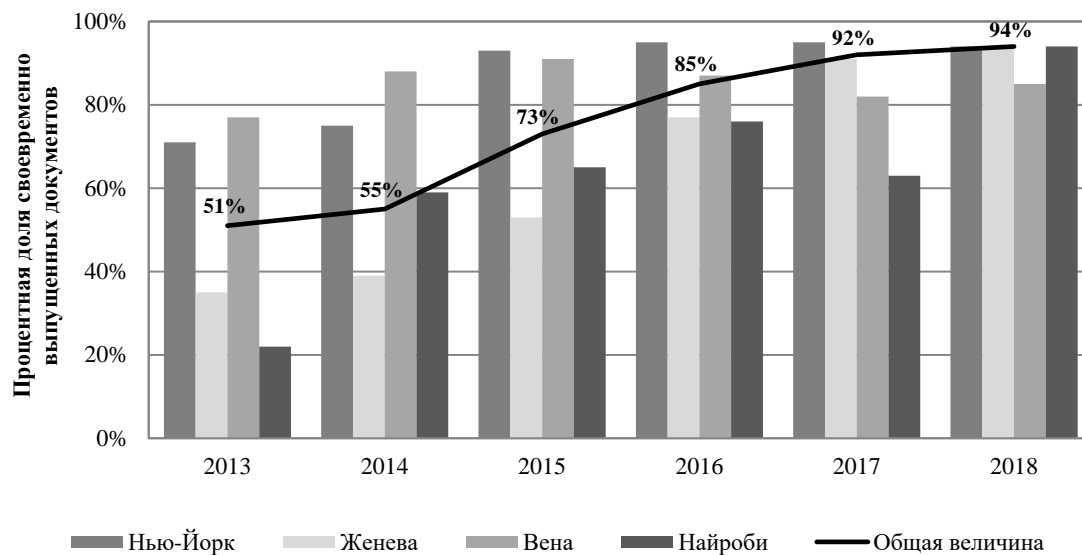 Процентная доля своевременно
выпущенных документов
100%
80%
60%
40%
20%
0%
51%
55%
73%
85%
92%
94%
2013
2014
2015
2016
2017
2018
Нью-Йорк
Женева
Вена
Найроби
Общая величина